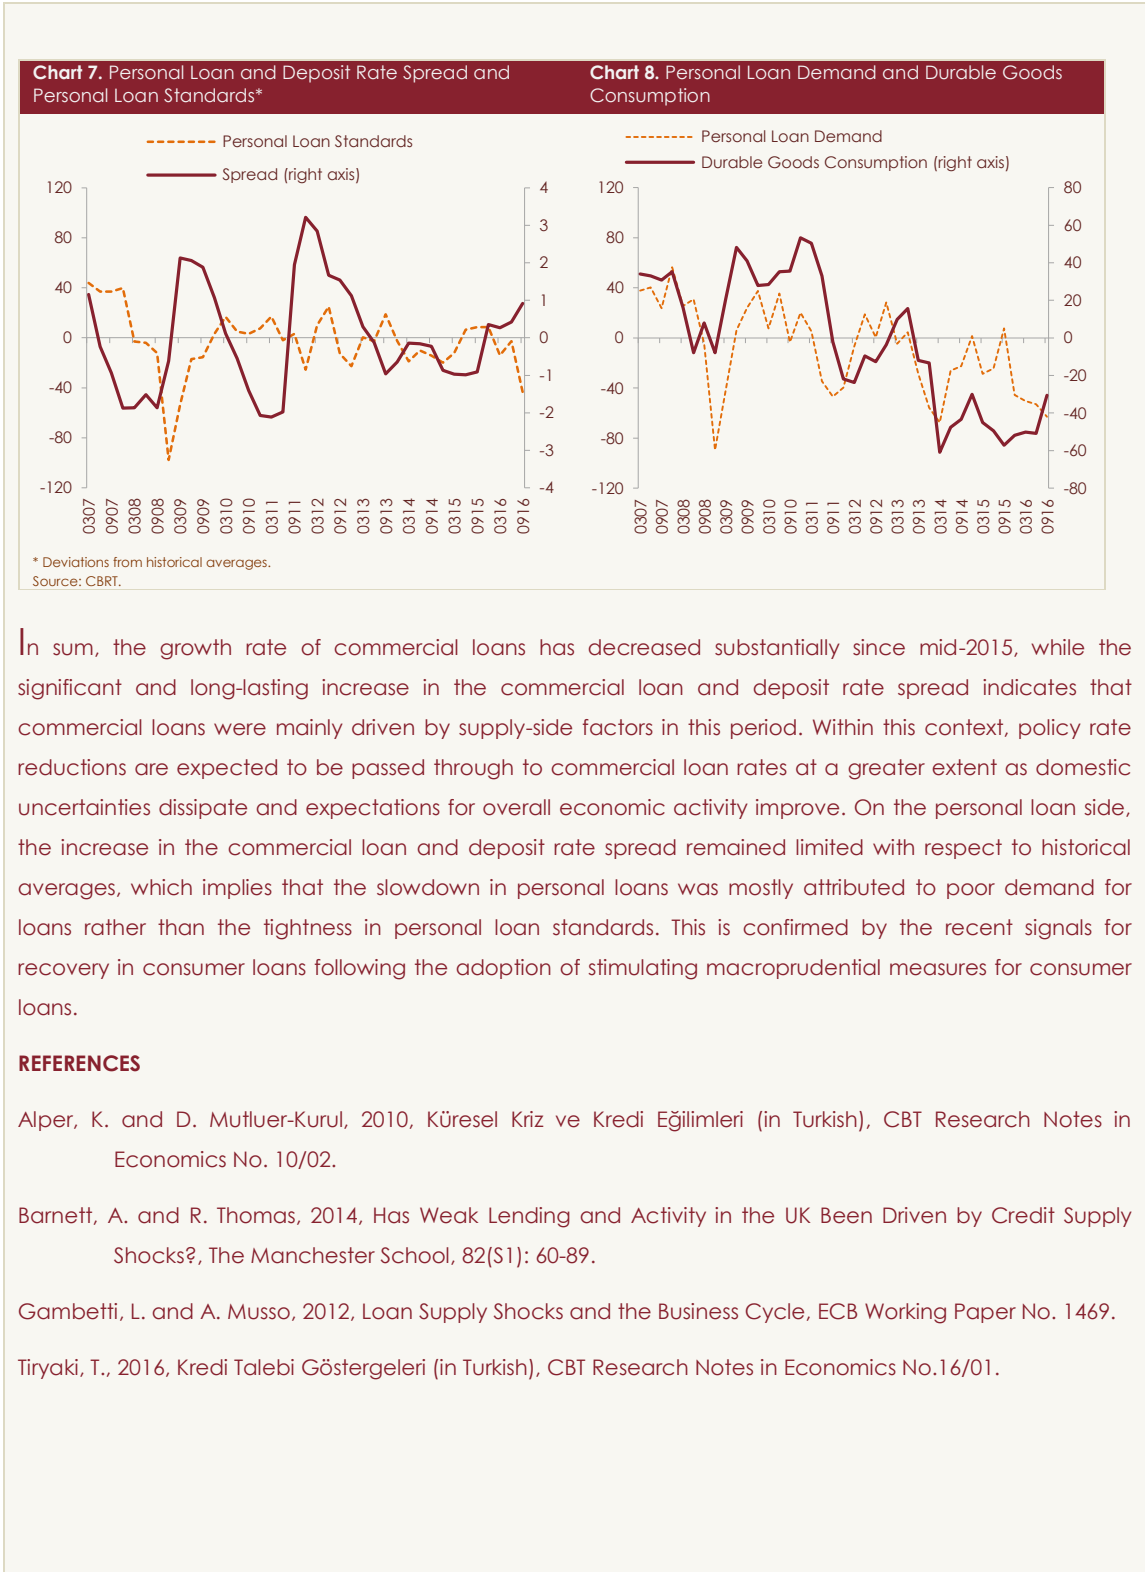 Chart 7. Personal Loan and Deposit Rate Spread and
Personal Loan Standards*
Personal Loan Standards
Spread (right axis)
120
80
40
0
-40
-80
-120
4
3
2
1
0
-1
-2
-3
-4
0307
0907
0308
0908
0309
0909
0310
0910
0311
0911
0312
0912
0313
0913
0314
0914
0315
0915
0316
0916
* Deviations from historical averages.
Source: CBRT.
Chart 8. Personal Loan Demand and Durable Goods
Consumption
Personal Loan Demand
Durable Goods Consumption (right axis)
120
80
40
0
-40
-80
-120
80
60
40
20
0
-20
-40
-60
-80
0307
0907
0308
0908
0309
0909
0310
0910
0311
0911
0312
0912
0313
0913
0314
0914
0315
0915
0316
0916
In sum, the growth rate of commercial loans has decreased substantially since mid-2015, while the
significant and long-lasting increase in the commercial loan and deposit rate spread indicates that
commercial loans were mainly driven by supply-side factors in this period. Within this context, policy rate
reductions are expected to be passed through to commercial loan rates at a greater extent as domestic
uncertainties dissipate and expectations for overall economic activity improve. On the personal loan side,
the increase in the commercial loan and deposit rate spread remained limited with respect to historical
averages, which implies that the slowdown in personal loans was mostly attributed to poor demand for
loans rather than the tightness in personal loan standards. This is confirmed by the recent signals for
recovery in consumer loans following the adoption of stimulating macroprudential measures for consumer
loans.
REFERENCES
Alper, K. and D. Mutluer-Kurul, 2010, Küresel Kriz ve Kredi Eğilimleri (in Turkish), CBT Research Notes in
Economics No. 10/02.
Barnett, A. and R. Thomas, 2014, Has Weak Lending and Activity in the UK Been Driven by Credit Supply
Shocks?, The Manchester School, 82(S1): 60-89.
Gambetti, L. and A. Musso, 2012, Loan Supply Shocks and the Business Cycle, ECB Working Paper No. 1469.
Tiryaki, T., 2016, Kredi Talebi Göstergeleri (in Turkish), CBT Research Notes in Economics No.16/01.